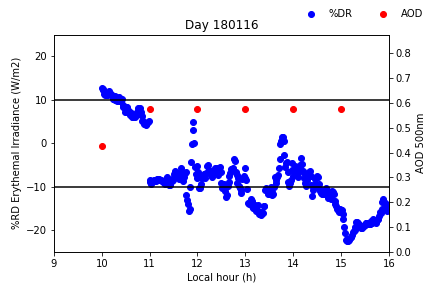 %DR AOD
Day 180116
%RD Erythemal Irradiance (W/m2)
20
10
0
−10
−20
0.8
0.7
0.6
0.5
0.4
0.3
0.2
0.1
0.0
AOD 500nm
9 10 11 12 13 14 15 16
Local hour (h)